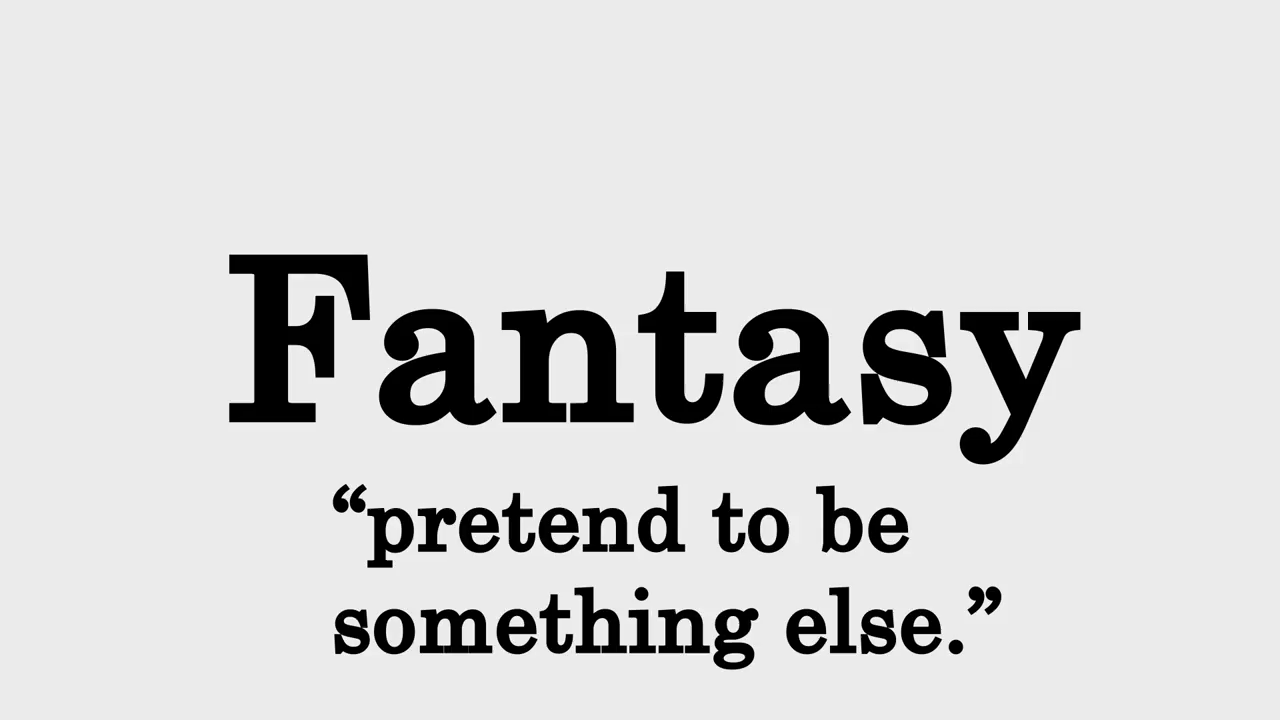 Fantasy
“pretend to be
something else.”